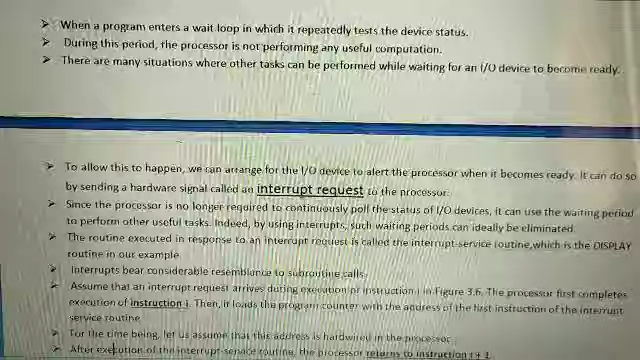 ➤ When a program enters a wait loop in which it repeatedly tests the device status.
➤ During this period, the processor is not performing any useful computation.
➤ There are many situations where other tasks can be performed while waiting for an I/O device to become ready.
➤ To allow this to happen, we can arrange for the I/O device to alert the processor when it becomes ready. It can do so
by sending a hardware signal called an interrupt request to the processor.
➤ Since the processor is no longer required to continuously poll the status of I/O devices, it can use the waiting period
to perform other useful tasks. Indeed, by using interrupts, such waiting periods can ideally be eliminated.
➤ The routine executed in response to an interrupt request is called the interrupt-service routine,which is the DISPLAY
routine in our example
➤ Interrupts bear considerable resemblance to subroutine calls.
➤ Assume that an interrupt request arrives during execution of instruction i in Figure 3.6. The processor first completes
execution of instruction i. Then, it loads the program counter with the address of the first instruction of the interrupt
service routine
➤ For the time being, let us assume that this address is hardwired in the processor
➤ After execution of the interrupt-service routine, the processor returns to instruction i + 1.